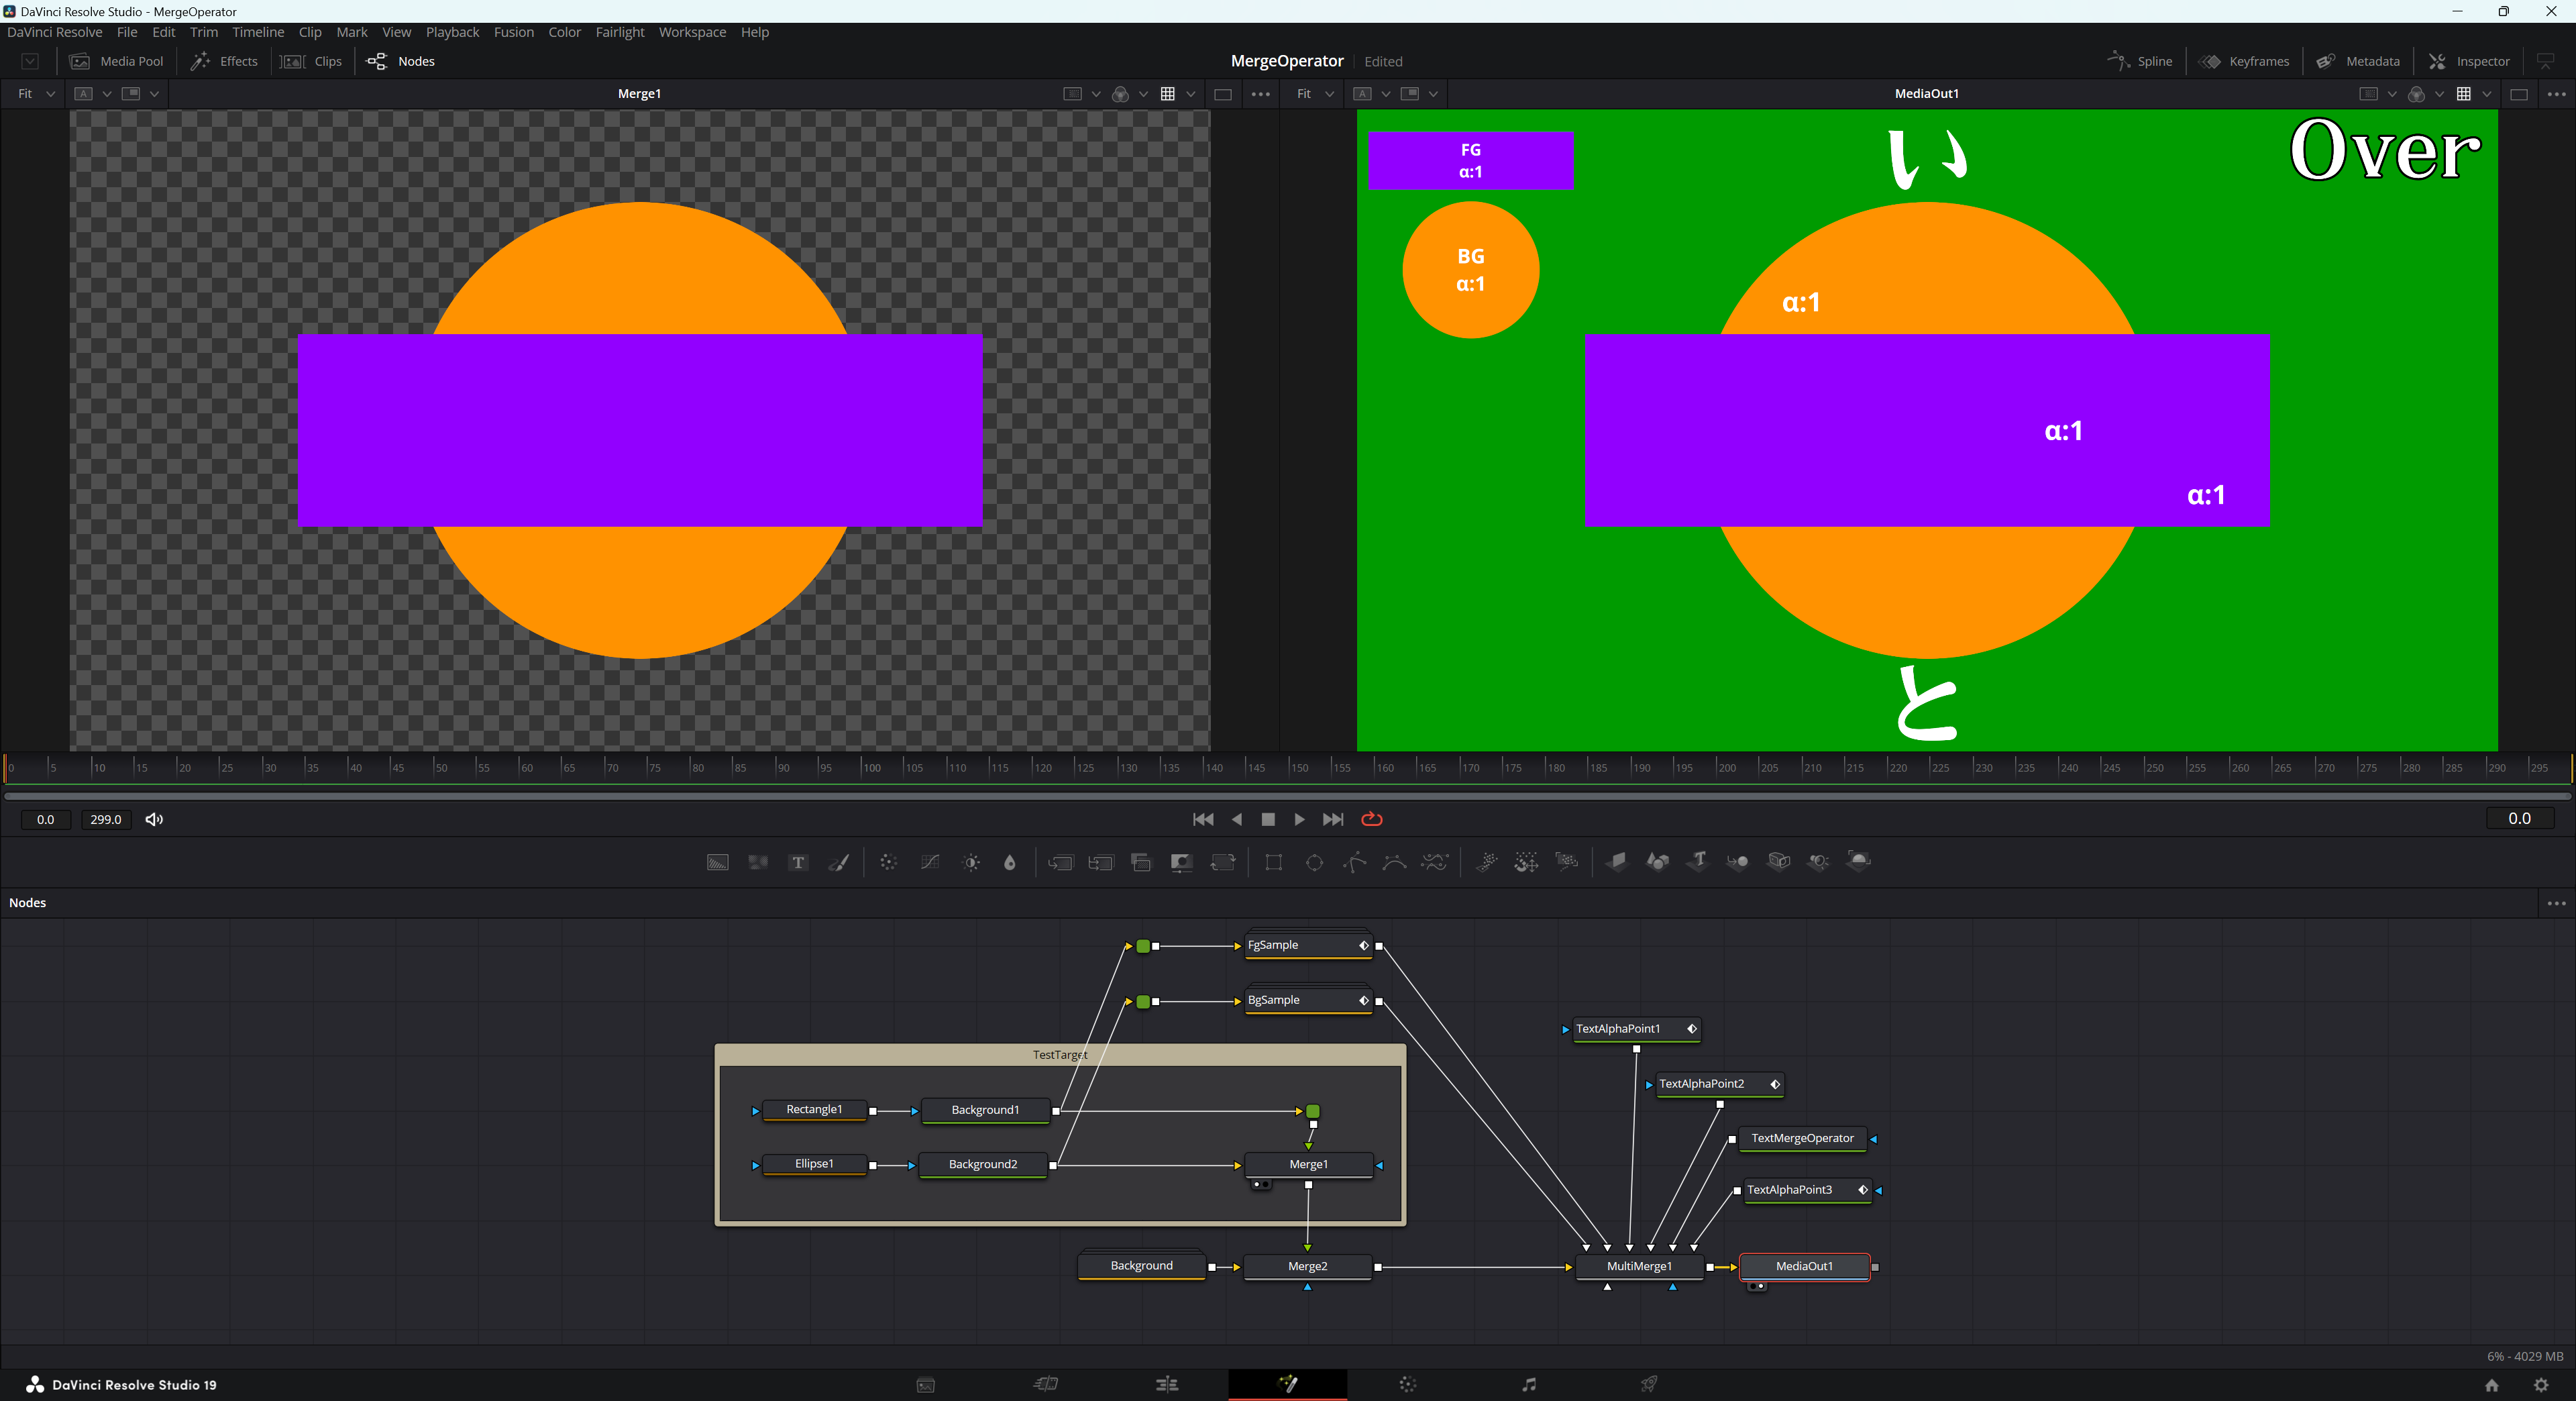 DaVinci Resolve Studio - MergeOperator
DaVinci Resolve File Edit Trim Timeline Clip Mark View Playback Fusion Color Fairlight Workspace Help
Media Pool Effects Clips Nodes MergeOperator Edited Spline Keyframes Metadata Inspector
Fit A Merge1 Fit A MediaOut1
FG
α:1
BG
α:1
い
Over
α:1
α:1
α:1
と
0 5 10 15 20 25 30 35 40 45 50 55 60 65 70 75 80 85 90 95 100 105 110 115 120 125 130 135 140 145 150 155 160 165 170 175 180 185 190 195 200 205 210 215 220 225 230 235 240 245 250 255 260 265 270 275 280 285 290 295
0.0 299.0 0.0
T T
Nodes
FgSample
BgSample
TextAlphaPoint1
TestTarget
TextAlphaPoint2
Rectangle1 Background1
TextMergeOperator
Ellipse1 Background2 Merge1
TextAlphaPoint3
Background Merge2 MultiMerge1 MediaOut1
6% - 4029 MB
DaVinci Resolve Studio 19